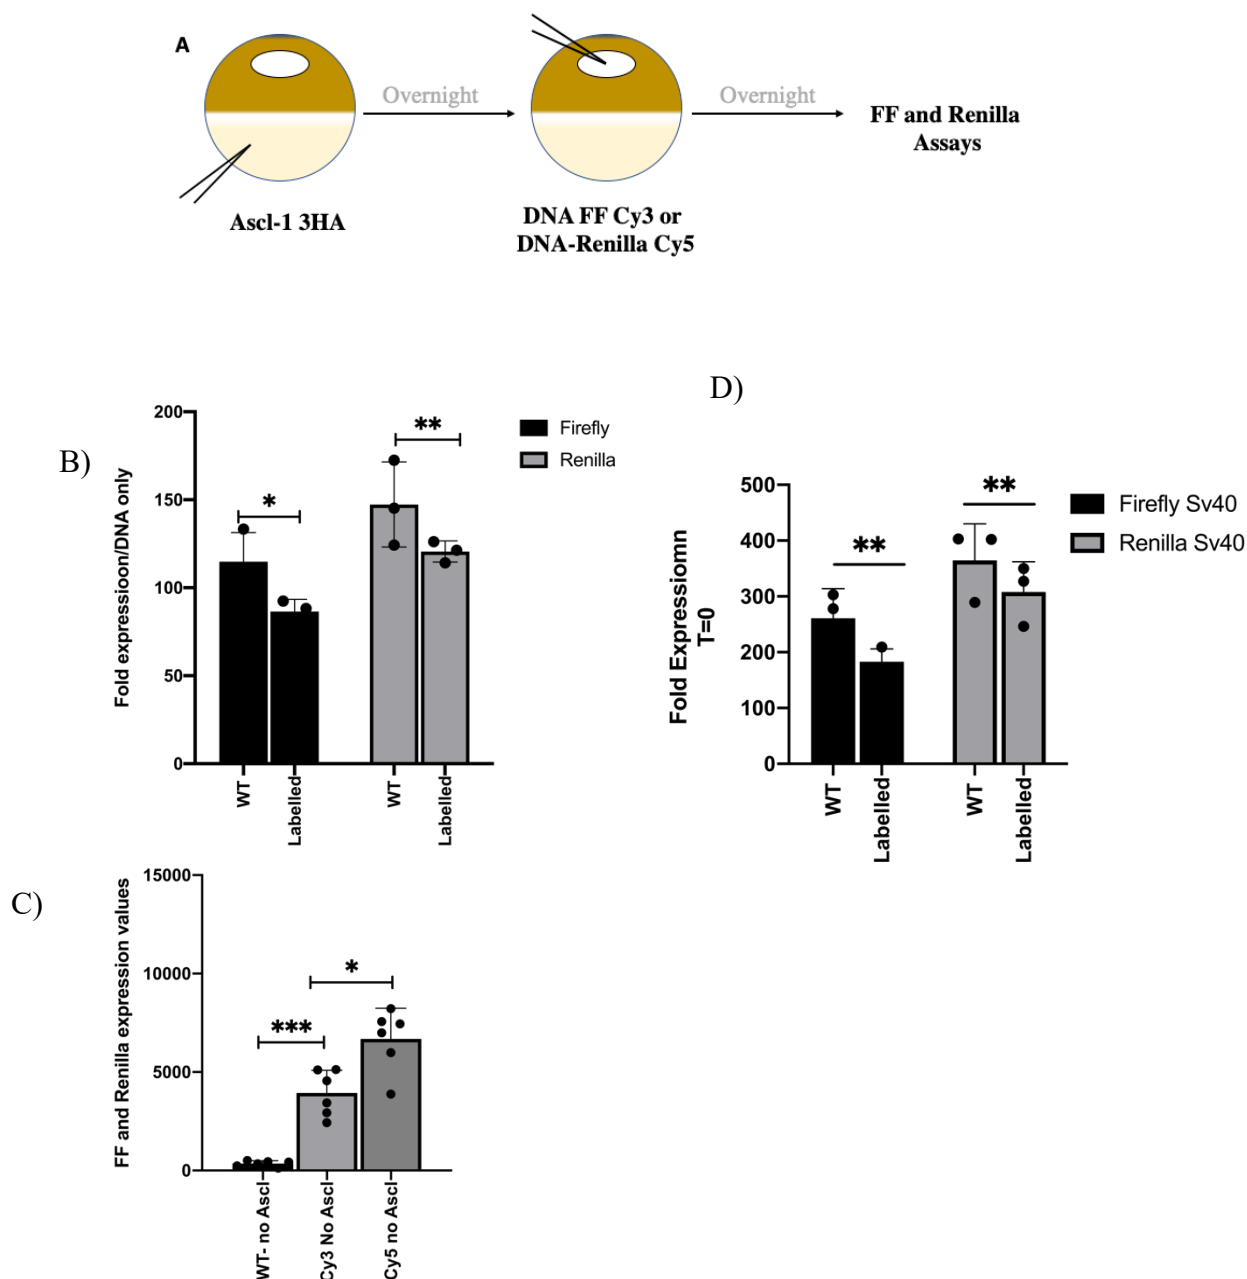 A
Overnight
Overnight
FF and Renilla
Assays
Ascl-1 3HA
DNA FF Cy3 or
DNA-Renilla Cy5
D)
B)
Fold expressioon/DNA only
200
150
100
50
0
*
**
Firefly
Renilla
WT
Labelled
WT
Labelled
Fold Expressiomn
T=0
500
400
300
200
100
0
**
**
Firefly Sv40
Renilla Sv40
WT
Labelled
WT
Labelled
C)
FF and Renilla expression values
15000
10000
5000
0
***
*
WT- no Ascl
Cy3 No Ascl
Cy5 no Ascl